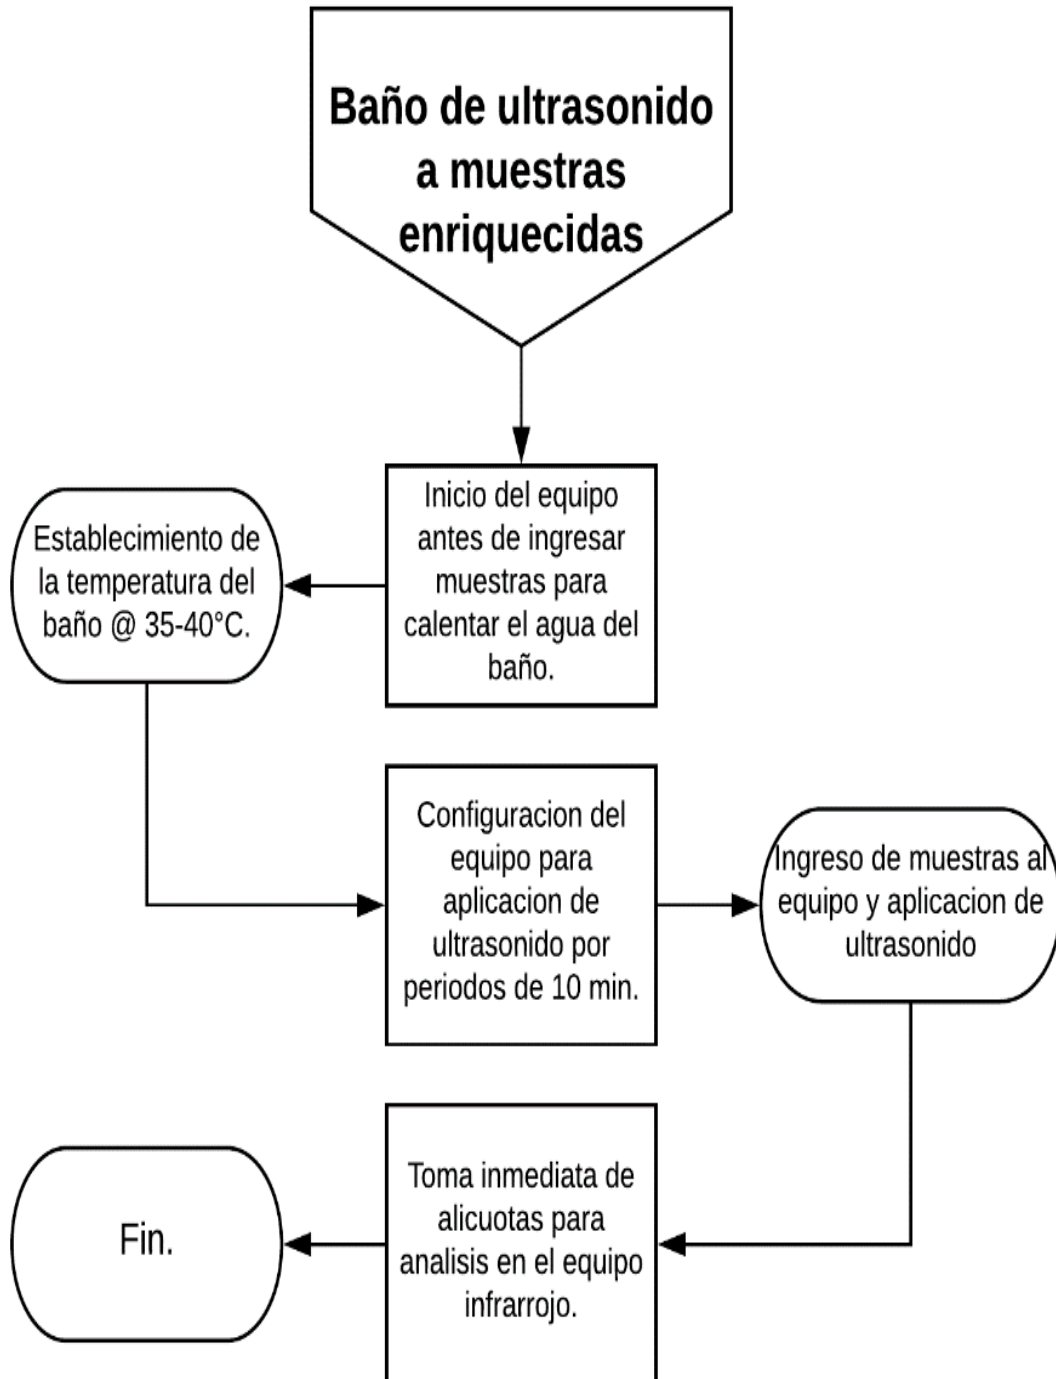 Baño de ultrasonido
a muestras
enriquecidas
Inicio del equipo
antes de ingresar
muestras para
calentar el agua del
baño.
Establecimiento de
la temperatura del
baño @ 35-40°C.
Configuracion del
equipo para
aplicacion de
ultrasonido por
periodos de 10 min.
Ingreso de muestras al
equipo y aplicacion de
ultrasonido
Toma inmediata de
alicuotas para
analisis en el equipo
infrarrojo.
Fin.